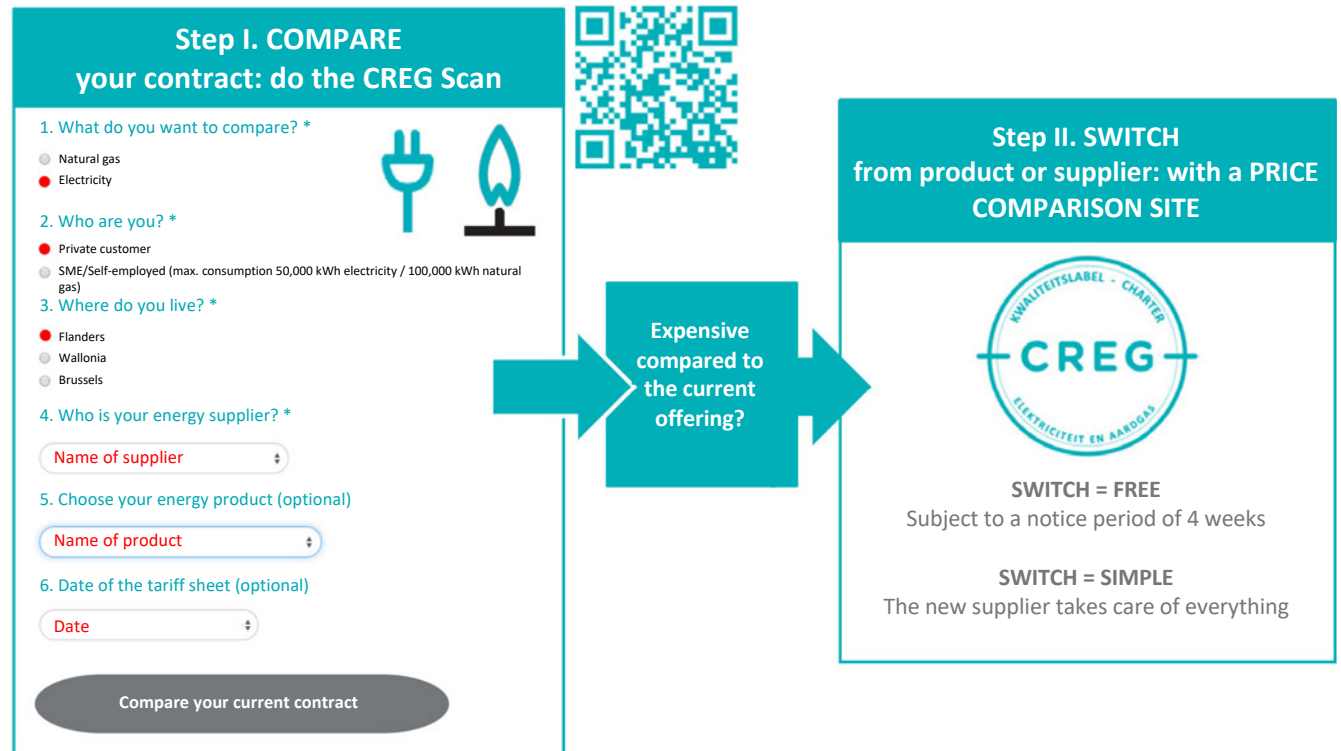 Step I. COMPARE
your contract: do the CREG Scan
1. What do you want to compare? *
Natural gas
Electricity
2. Who are you? *
Private customer
SME/Self-employed (max. consumption 50,000 kWh electricity / 100,000 kWh natural
gas)
3. Where do you live? *
Flanders
Wallonia
Brussels
4. Who is your energy supplier? *
Name of supplier
5. Choose your energy product (optional)
Name of product
6. Date of the tariff sheet (optional)
Date
Compare your current contract
Expensive
compared to
the current
offering?
Step II. SWITCH
from product or supplier: with a PRICE
COMPARISON SITE
KWALITEITSLABEL - CHARTER
CREG
ELEKTRICITEIT EN AARDGAS
SWITCH = FREE
Subject to a notice period of 4 weeks
SWITCH = SIMPLE
The new supplier takes care of everything